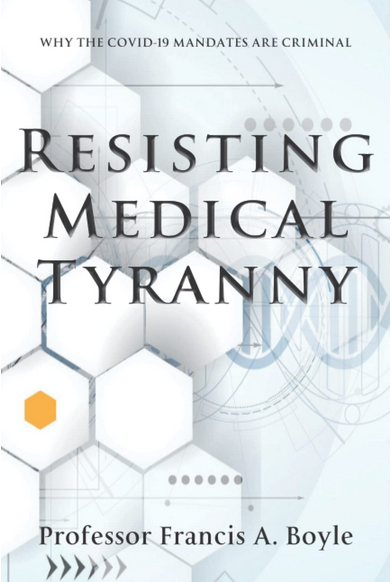 WHY THE COVID-19 MANDATES ARE CRIMINAL
RESISTING
MEDICAL
TYRANNY
Professor Francis A. Boyle